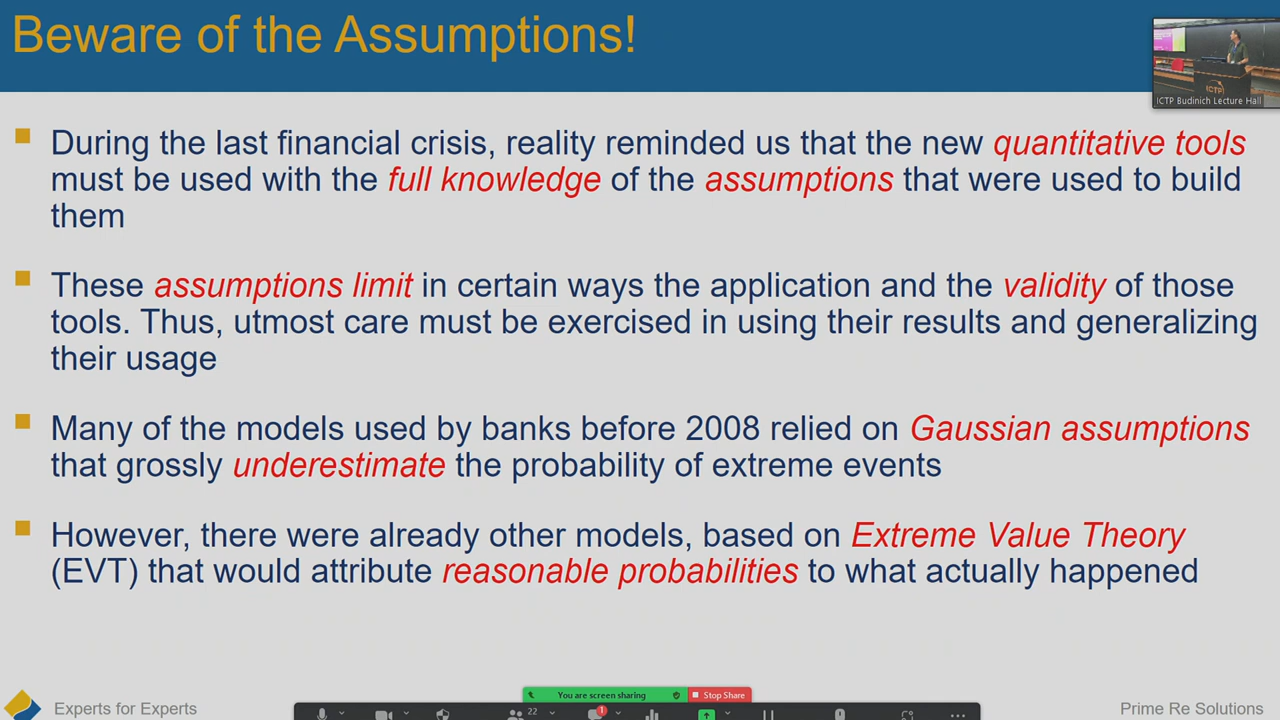 Beware of the Assumptions!
ICTP
ICTP Budinich Lecture Hall
During the last financial crisis, reality reminded us that the new quantitative tools
must be used with the full knowledge of the assumptions that were used to build
them
These assumptions limit in certain ways the application and the validity of those
tools. Thus, utmost care must be exercised in using their results and generalizing
their usage
Many of the models used by banks before 2008 relied on Gaussian assumptions
that grossly underestimate the probability of extreme events
However, there were already other models, based on Extreme Value Theory
(EVT) that would attribute reasonable probabilities to what actually happened
You are screen sharing
Stop Share
Experts for Experts
22
1
Prime Re Solutions